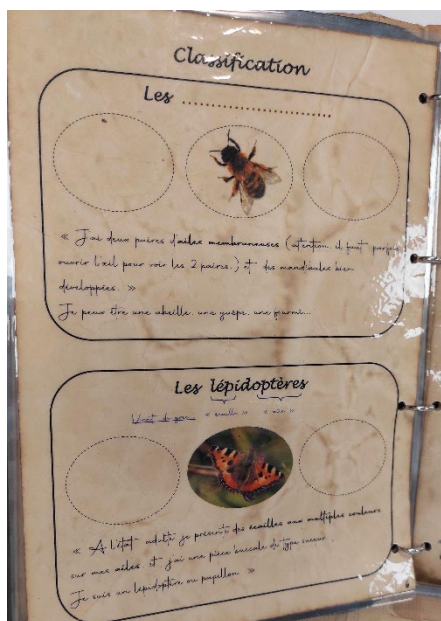 Classification
Les ..............................
« J'ai deux paires d'ailes membraneuses (attention, il faut parfois
ouvrir l'œil pour voir les 2 paires.) et des mandibules bien
développées. »
Je peux être une abeille, une guêpe, une fourmi...
Les lépidoptères
« écailles » « ailes »
« A l'état adulte je présente des écailles aux multiples couleurs
sur mes ailes et j'ai une pièce buccale de type suceur.
Je suis un lépidoptère ou papillon. »